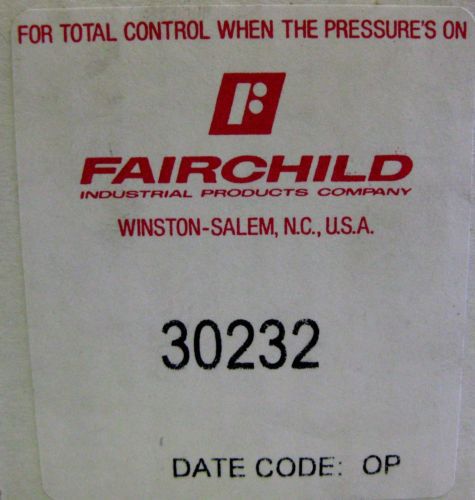 FOR TOTAL CONTROL WHEN THE PRESSURE'S ON
FAIRCHILD
INDUSTRIAL PRODUCTS COMPANY
WINSTON-SALEM, N.C., U.S.A.
30232
DATE CODE: OP